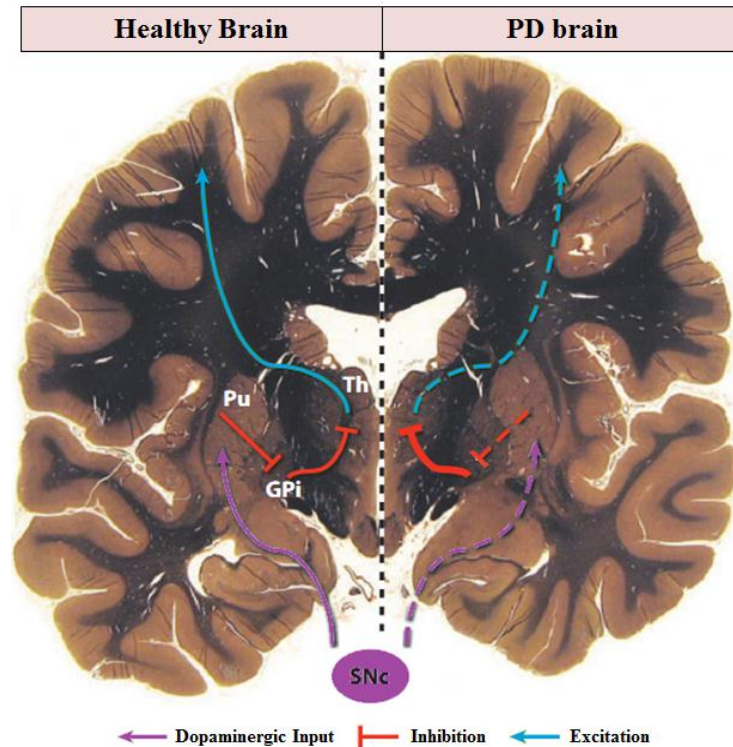 Healthy Brain
PD brain
Th
Pu
GPi
SNc
Dopaminergic Input
Inhibition
Excitation